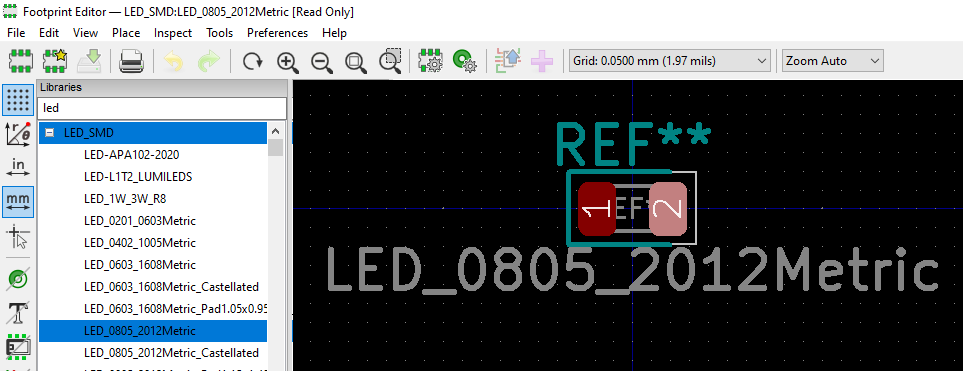 Footprint Editor — LED_SMD:LED_0805_2012Metric [Read Only]
File Edit View Place Inspect Tools Preferences Help
Grid: 0.0500 mm (1.97 mils) Zoom Auto
Libraries
led
LED_SMD
LED-APA102-2020
LED-L1T2_LUMILEDS
LED_1W_3W_R8
LED_0201_0603Metric
LED_0402_1005Metric
LED_0603_1608Metric
LED_0603_1608Metric_Castellated
LED_0603_1608Metric_Pad1.05x0.95
LED_0805_2012Metric
LED_0805_2012Metric_Castellated
r θ
in
mm
T
REF**
1 EF* 2
LED_0805_2012Metric